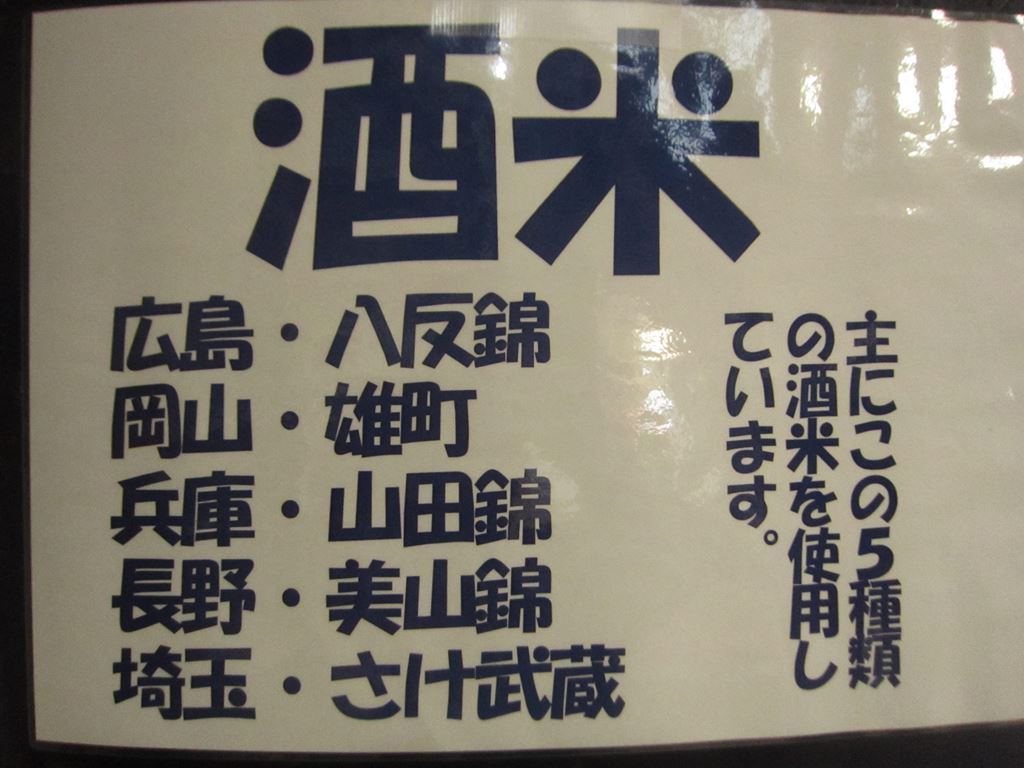 酒米
広島・八反錦
岡山・雄町
兵庫・山田錦
長野・美山錦
埼玉・さけ武蔵
主にこの5種類
の酒米を使用し
ています。